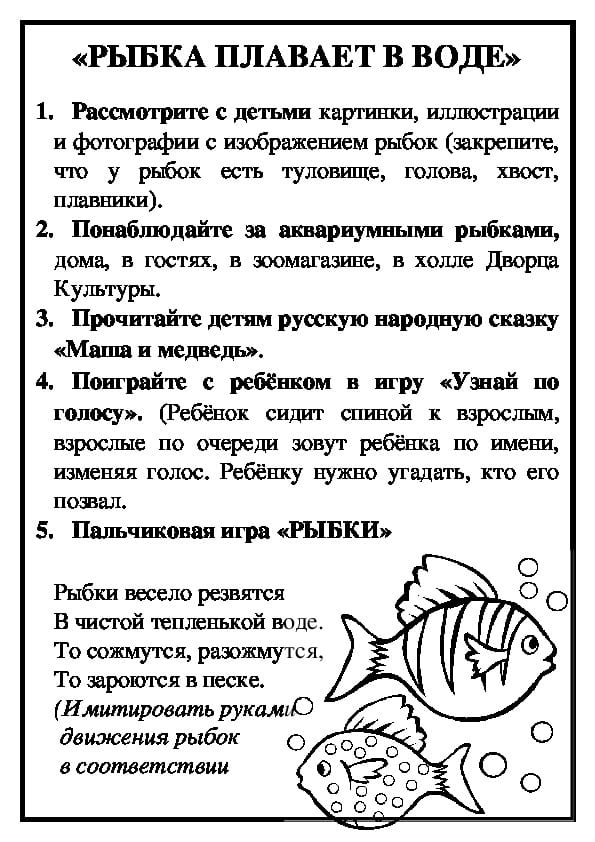 «РЫБКА ПЛАВАЕТ В ВОДЕ»
1. Рассмотрите с детьми картинки, иллюстрации
и фотографии с изображением рыбок (закрепите,
что у рыбок есть туловище, голова, хвост,
плавники).
2. Понаблюдайте за аквариумными рыбками,
дома, в гостях, в зоомагазине, в холле Дворца
Культуры.
3. Прочитайте детям русскую народную сказку
«Маша и медведь».
4. Поиграйте с ребёнком в игру «Узнай по
голосу». (Ребёнок сидит спиной к взрослым,
взрослые по очереди зовут ребёнка по имени,
изменяя голос. Ребёнку нужно угадать, кто его
позвал.
5. Пальчиковая игра «РЫБКИ»
Рыбки весело резвятся
В чистой тепленькой воде.
То сожмутся, разожмутся,
То зароются в песке.
(Имитировать руками
движения рыбок
в соответствии